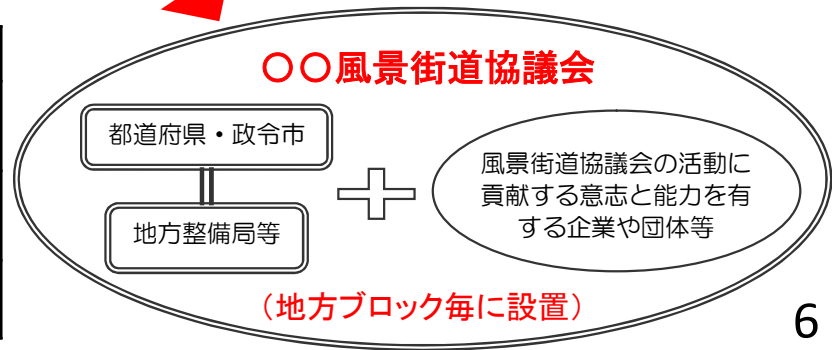 〇〇風景街道協議会
都道府県・政令市
地方整備局等
風景街道協議会の活動に
貢献する意志と能力を有
する企業や団体等
（地方ブロック毎に設置）
6